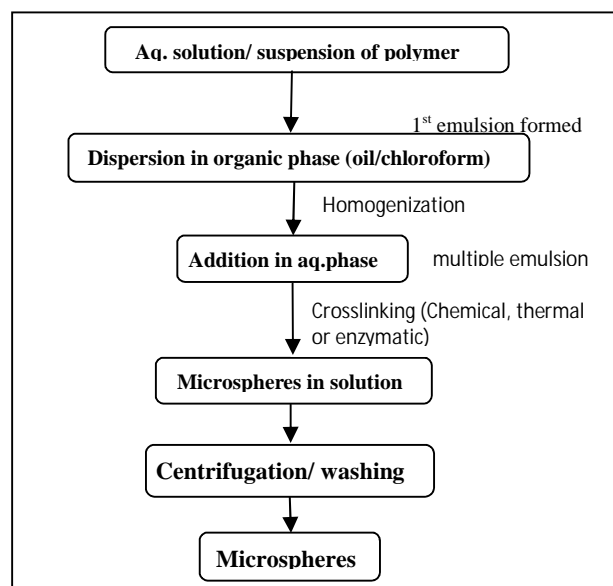 Aq. solution/ suspension of polymer
1st emulsion formed
Dispersion in organic phase (oil/chloroform)
Homogenization
Addition in aq.phase
multiple emulsion
Crosslinking (Chemical, thermal
or enzymatic)
Microspheres in solution
Centrifugation/ washing
Microspheres